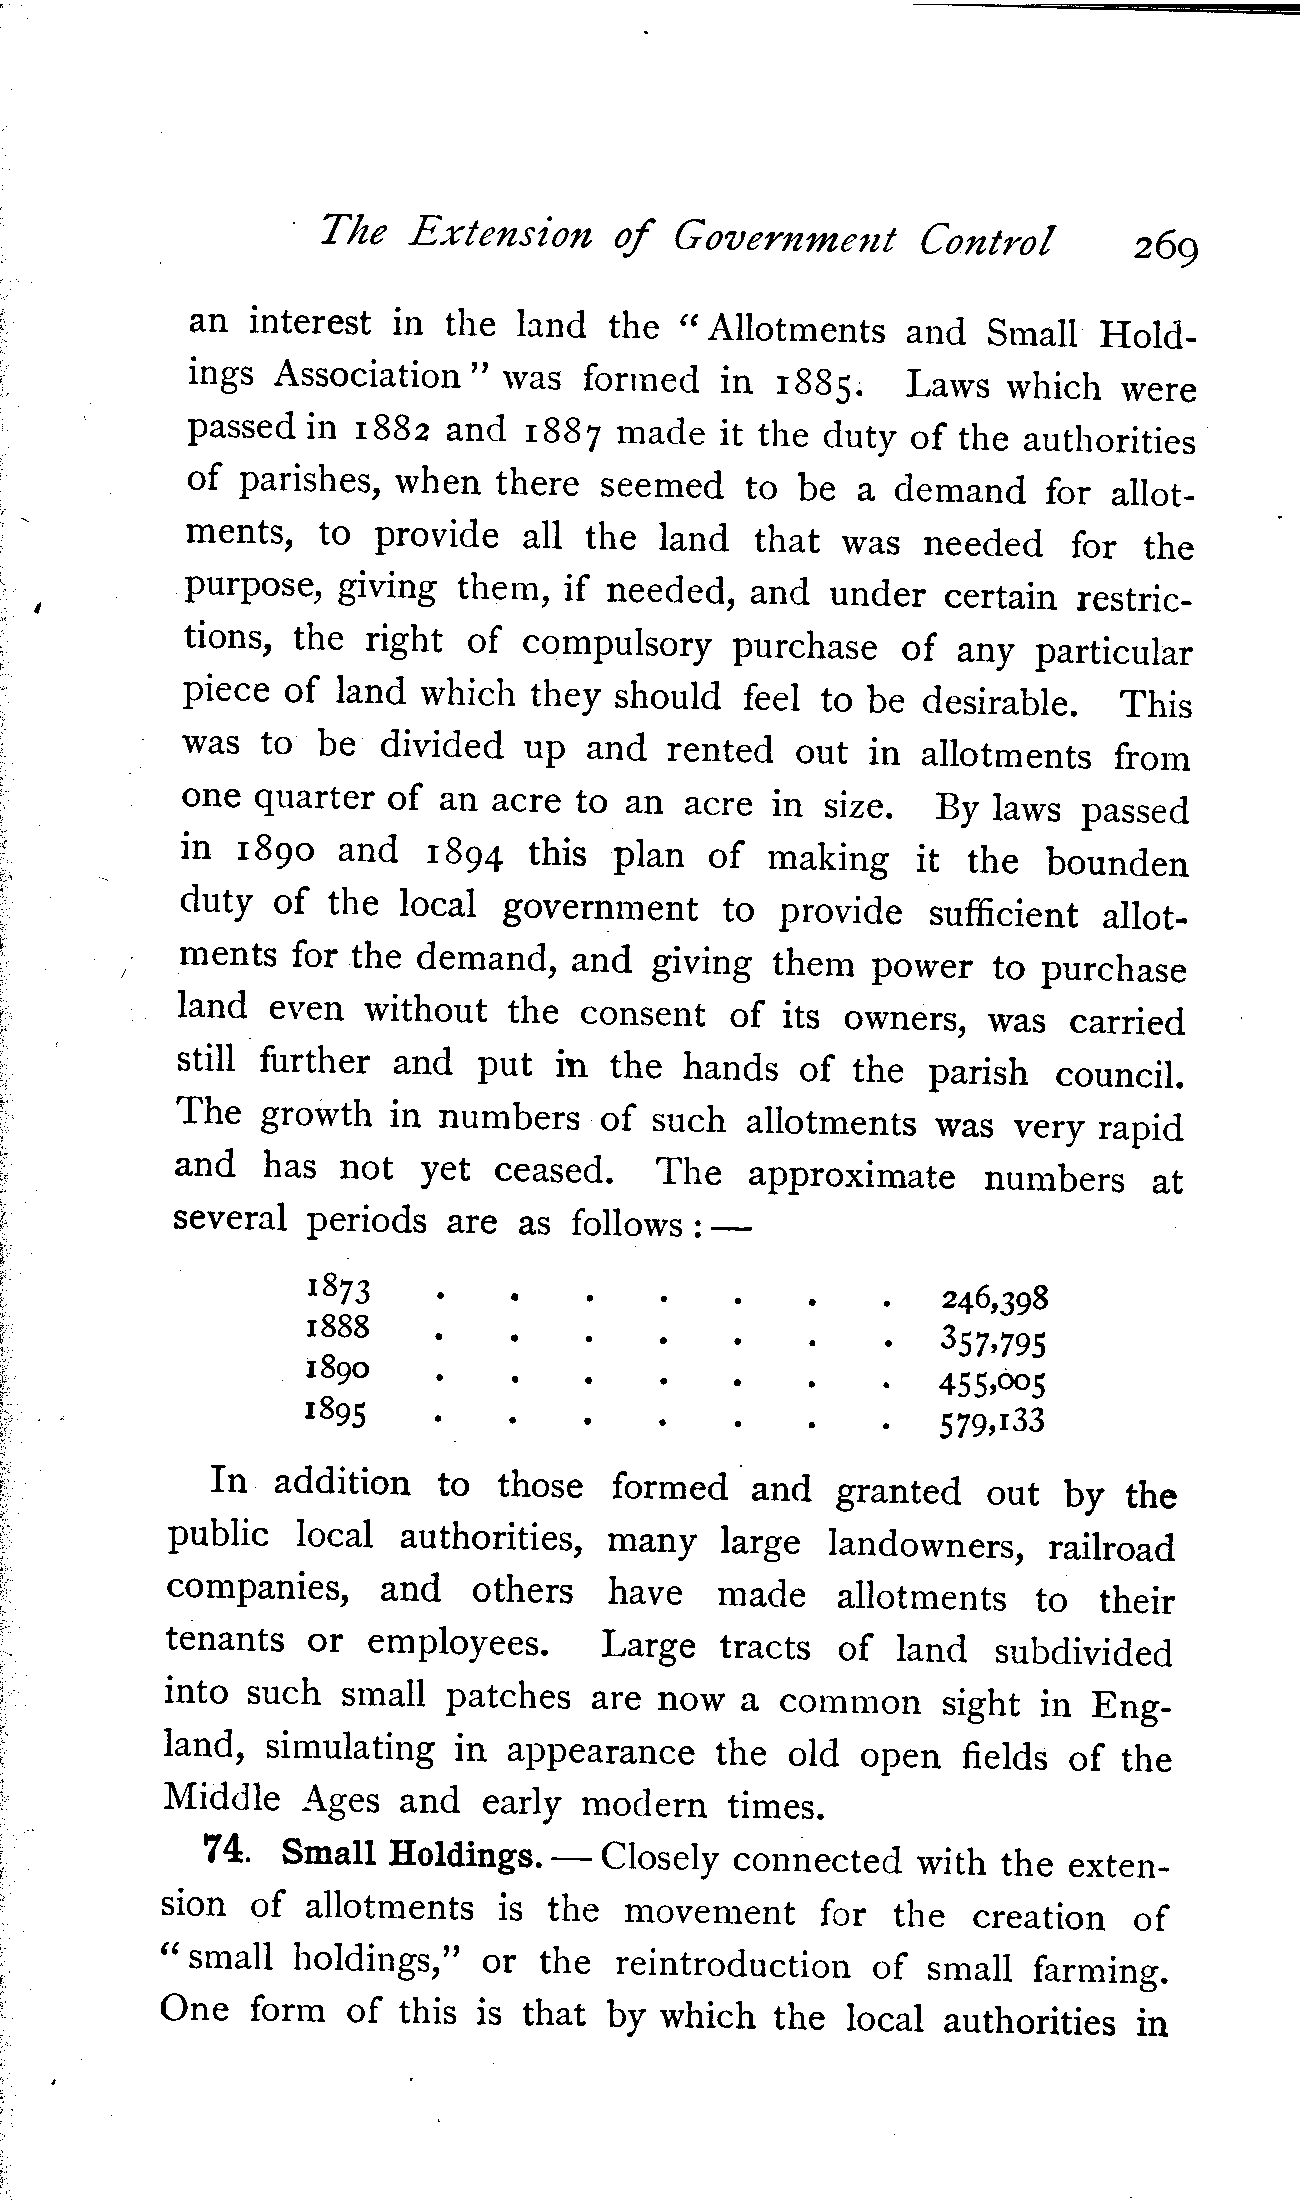 The Extension of Government Control 269
an interest in the land the “Allotments and Small Hold-
ings Association” was formed in 1885. Laws which were
passed in 1882 and 1887 made it the duty of the authorities
of parishes, when there seemed to be a demand for allot-
ments, to provide all the land that was needed for the
purpose, giving them, if needed, and under certain restric-
tions, the right of compulsory purchase of any particular
piece of land which they should feel to be desirable. This
was to be divided up and rented out in allotments from
one quarter of an acre to an acre in size. By laws passed
in 1890 and 1894 this plan of making it the bounden
duty of the local government to provide sufficient allot-
ments for the demand, and giving them power to purchase
land even without the consent of its owners, was carried
still further and put in the hands of the parish council.
The growth in numbers of such allotments was very rapid
and has not yet ceased. The approximate numbers at
several periods are as follows:—
1873 . . . . . . . 246,398
1888 . . . . . . . 357,795
1890 . . . . . . . 455,005
1895 . . . . . . . 579,133
In addition to those formed and granted out by the
public local authorities, many large landowners, railroad
companies, and others have made allotments to their
tenants or employees. Large tracts of land subdivided
into such small patches are now a common sight in Eng-
land, simulating in appearance the old open fields of the
Middle Ages and early modern times.
74. Small Holdings.—Closely connected with the exten-
sion of allotments is the movement for the creation of
“small holdings,” or the reintroduction of small farming.
One form of this is that by which the local authorities in